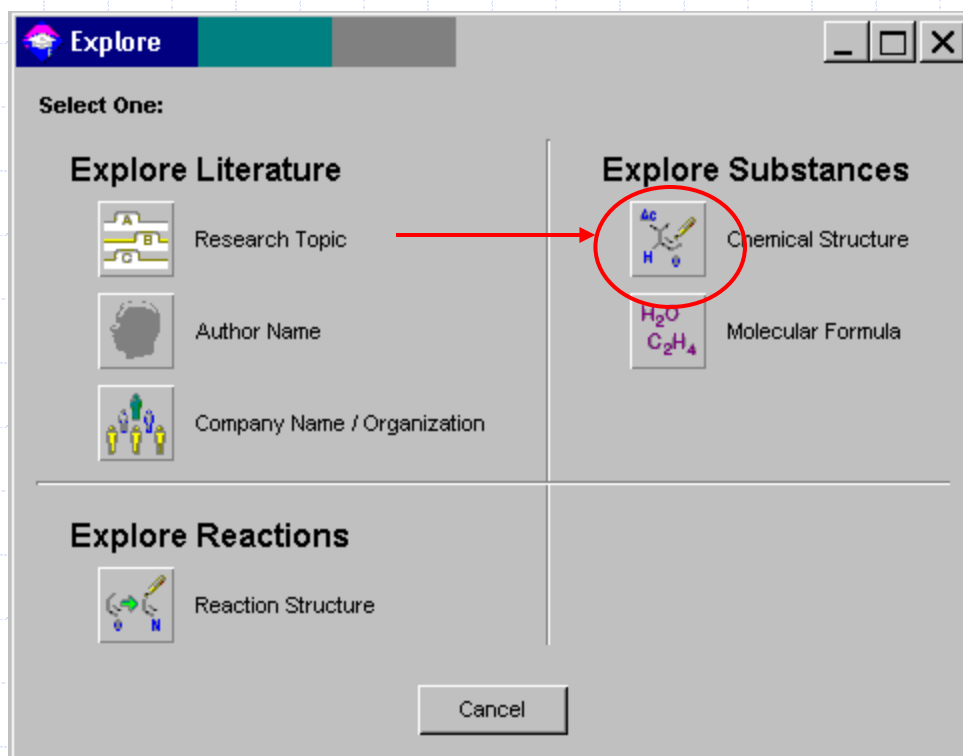 Explore
Select One:
Explore Literature
A
B
C
Research Topic
Author Name
Company Name / Organization
Explore Substances
Ac
H
Θ
Chemical Structure
H₂O
C₂H₄
Molecular Formula
Explore Reactions
Θ
N
Reaction Structure
Cancel